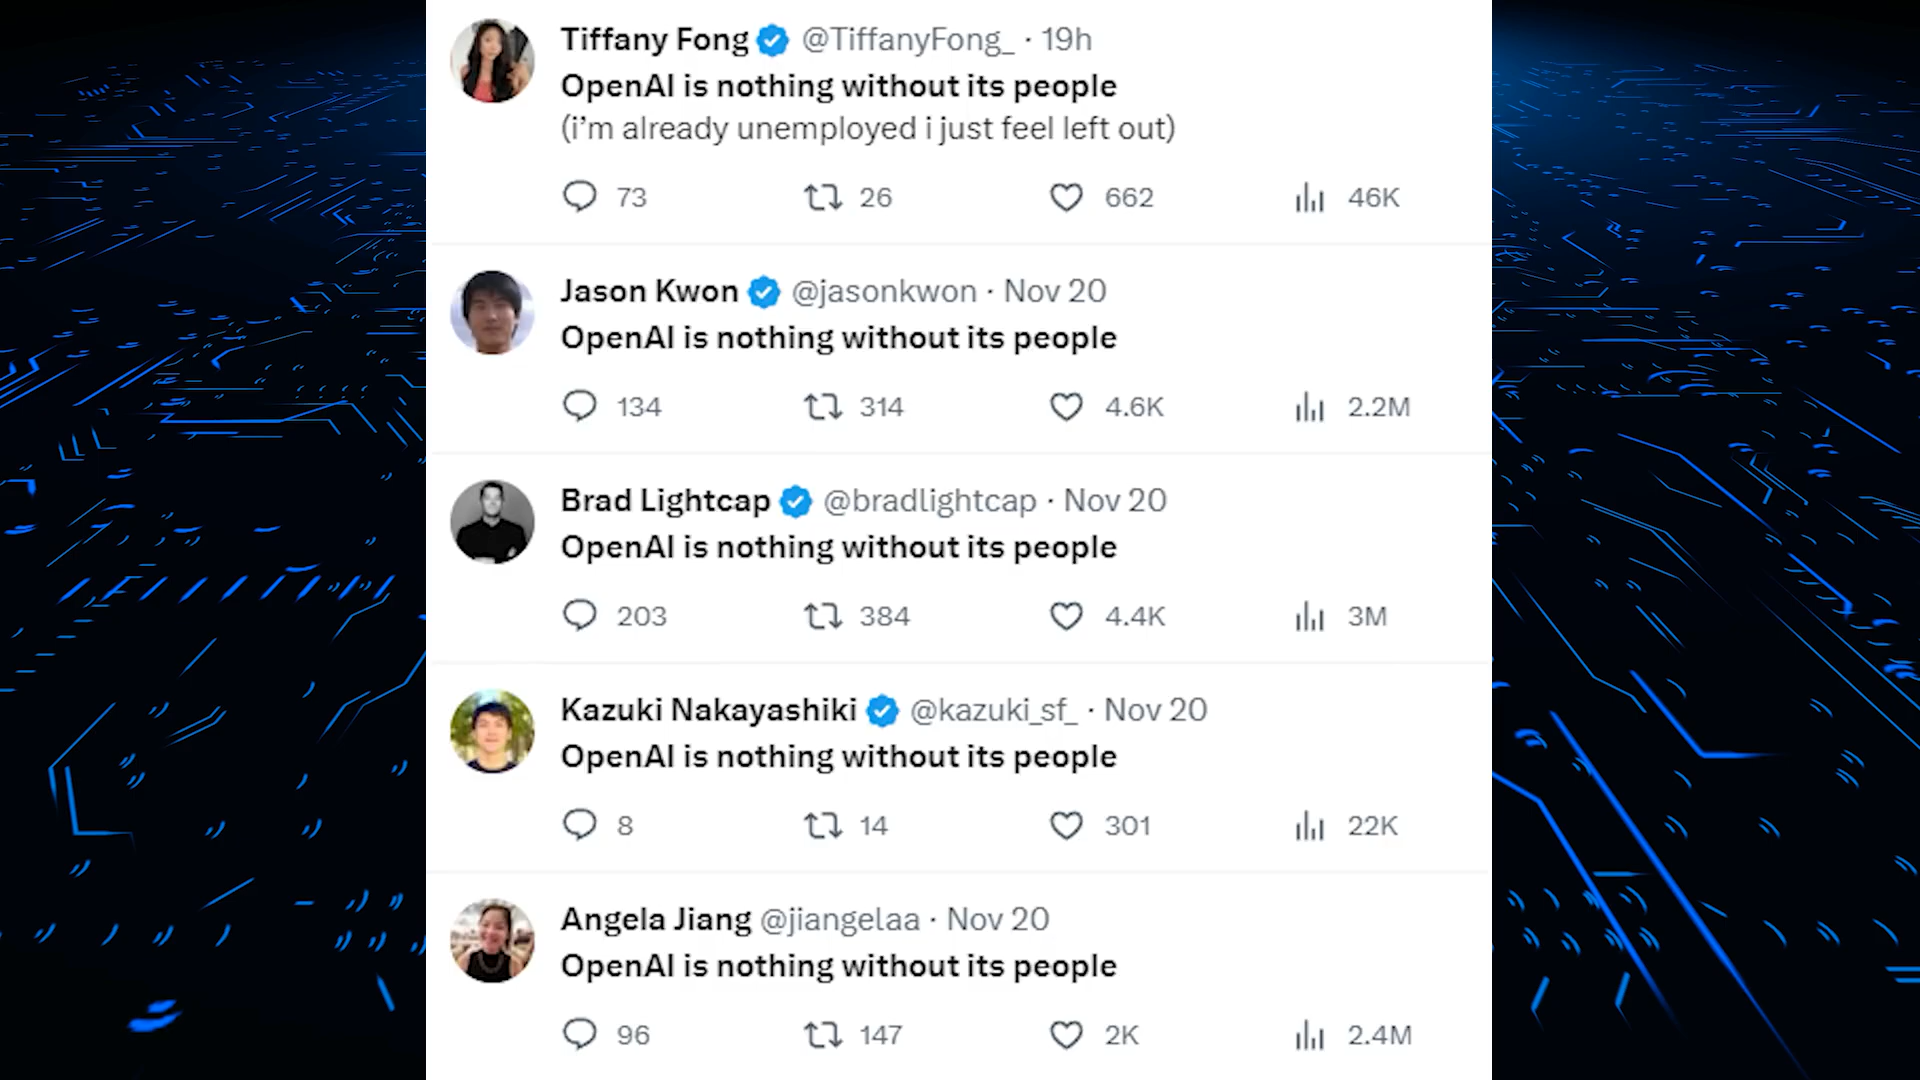 Tiffany Fong @TiffanyFong_ · 19h
OpenAI is nothing without its people
(i'm already unemployed i just feel left out)
73 26 662 46K
Jason Kwon @jasonkwon · Nov 20
OpenAI is nothing without its people
134 314 4.6K 2.2M
Brad Lightcap @bradlightcap · Nov 20
OpenAI is nothing without its people
203 384 4.4K 3M
Kazuki Nakayashiki @kazuki_sf_ · Nov 20
OpenAI is nothing without its people
8 14 301 22K
Angela Jiang @jiangelaa · Nov 20
OpenAI is nothing without its people
96 147 2K 2.4M